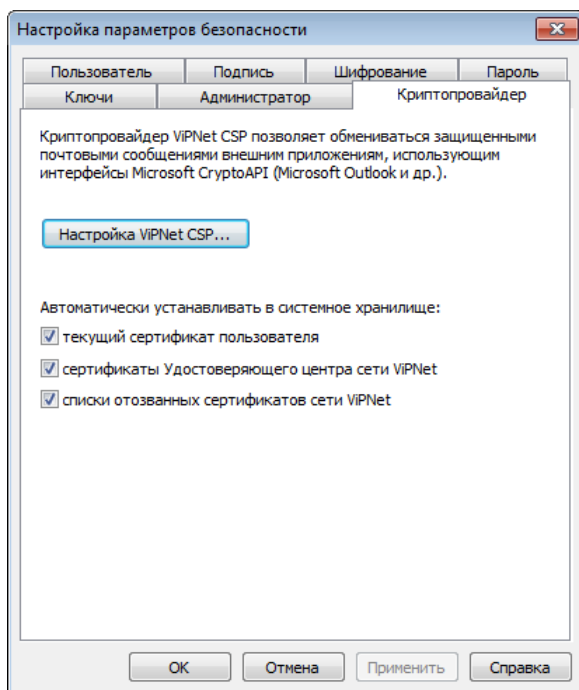 Настройка параметров безопасности
Пользователь Подпись Шифрование Пароль
Ключи Администратор Криптопровайдер
Криптопровайдер ViPNet CSP позволяет обмениваться защищенными
почтовыми сообщениями внешним приложениям, использующим
интерфейсы Microsoft CryptoAPI (Microsoft Outlook и др.).
Настройка ViPNet CSP...
Автоматически устанавливать в системное хранилище:
текущий сертификат пользователя
сертификаты Удостоверяющего центра сети ViPNet
списки отозванных сертификатов сети ViPNet
ОК Отмена Применить Справка